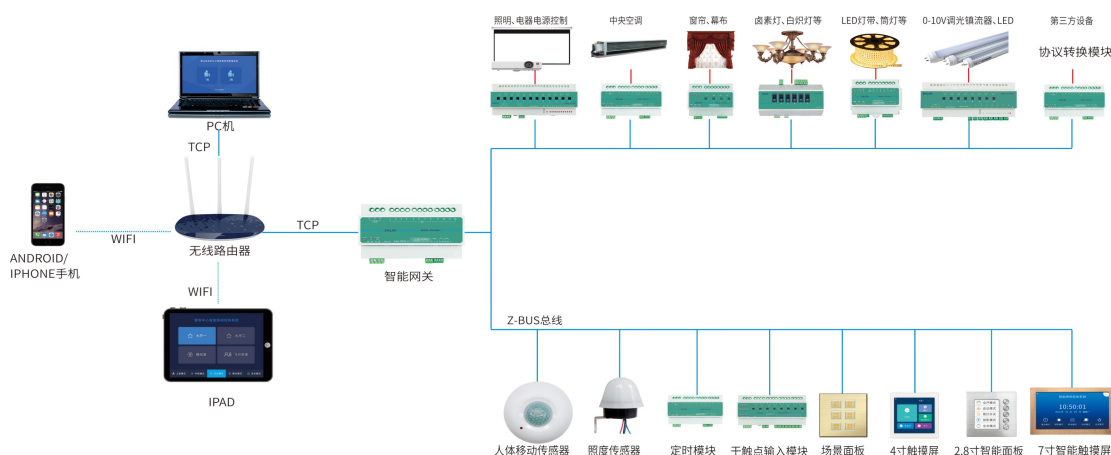 照明、电器电源控制
中央空调
窗帘、幕布
卤素灯、白炽灯等
LED灯带、筒灯等
0-10V调光镇流器、LED
第三方设备
协议转换模块
PC机
TCP
WIFI
无线路由器
TCP
智能网关
ANDROID/
IPHONE手机
WIFI
IPAD
Z-BUS总线
10:50:01
人体移动传感器
照度传感器
定时模块
干触点输入模块
场景面板
4寸触摸屏
2.8寸智能面板
7寸智能触摸屏